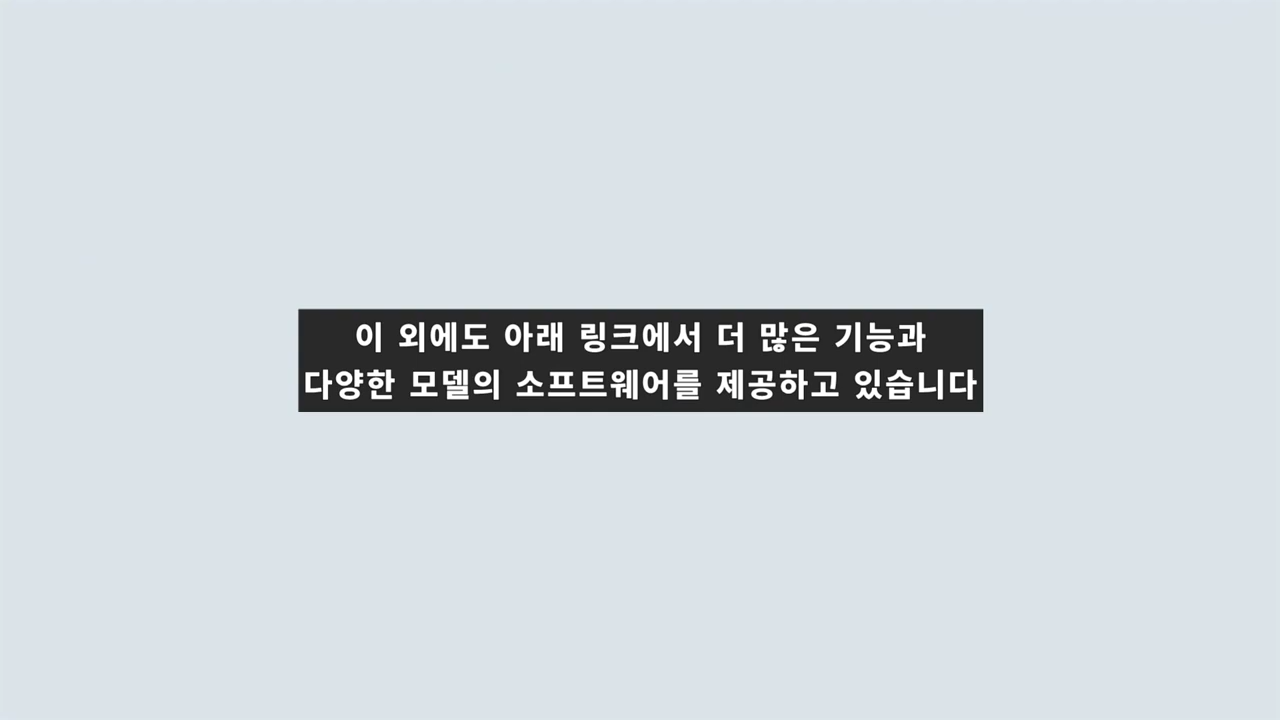 이 외에도 아래 링크에서 더 많은 기능과
다양한 모델의 소프트웨어를 제공하고 있습니다